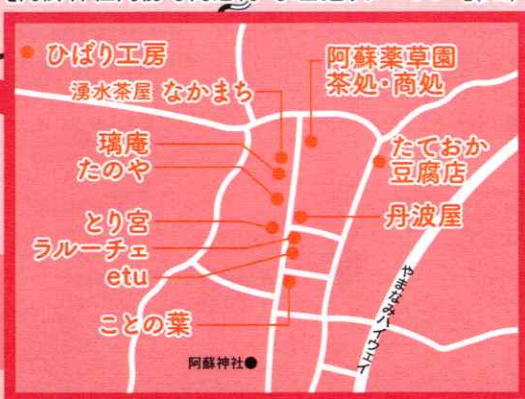 ひばり工房
阿蘇薬草園
茶処・商処
湧水茶屋 なかまち
璃庵
たのや
たておか
豆腐店
とり宮
丹波屋
ラルーチェ
etu
やまなみハイウェイ
ことの葉
阿蘇神社